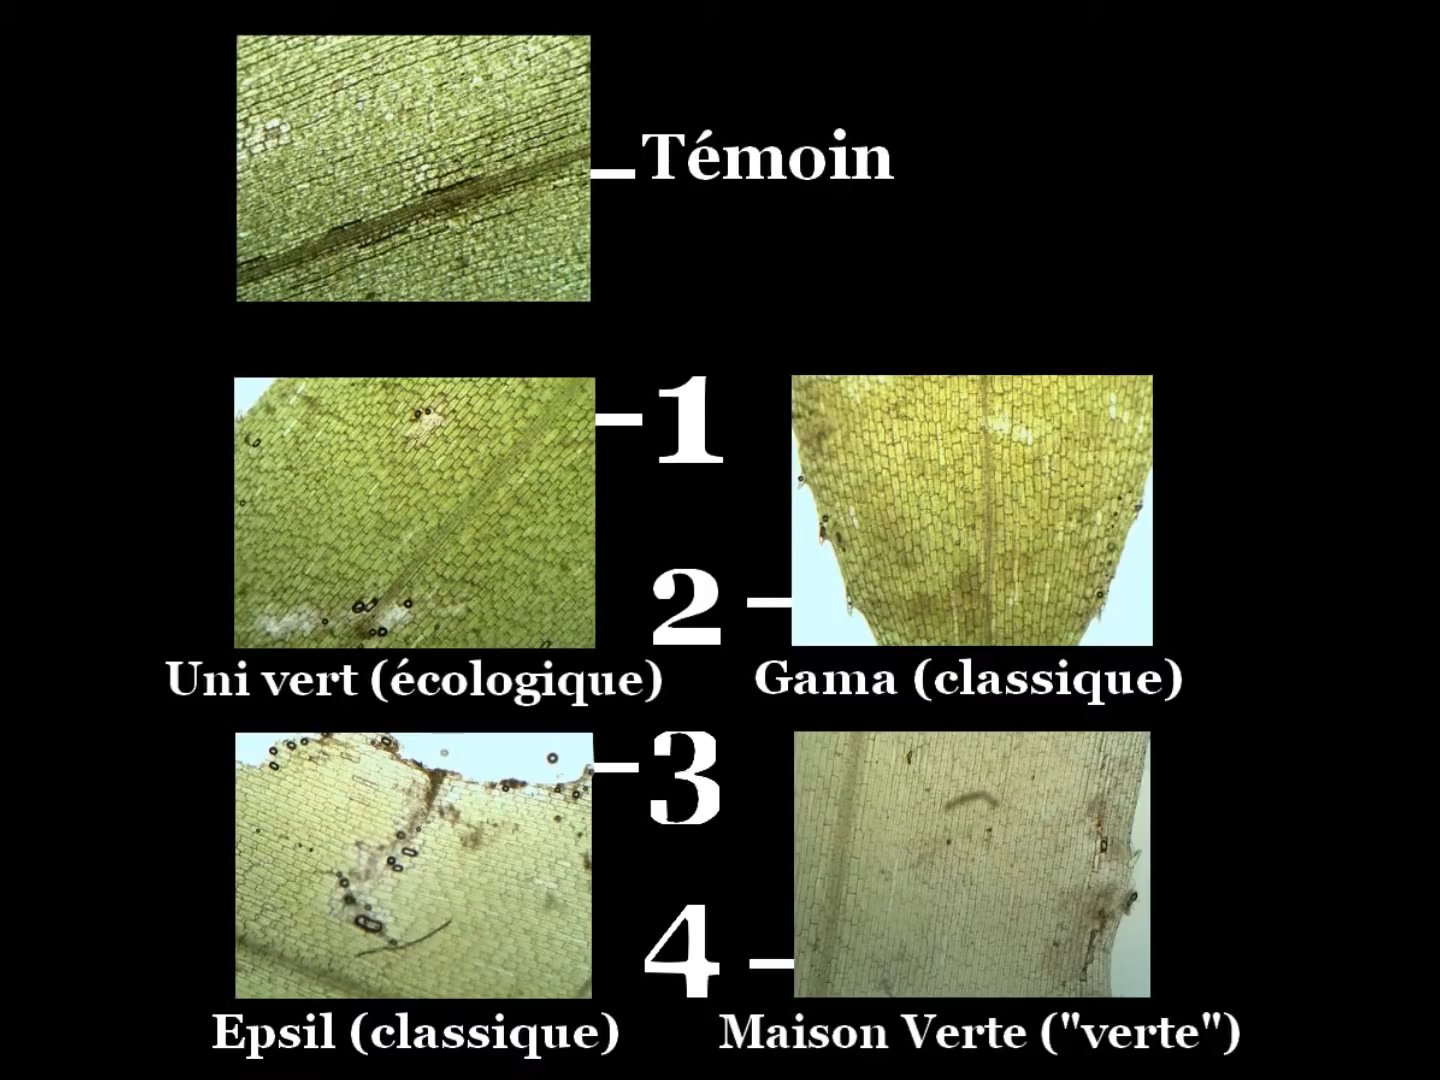 Témoin
1
2
Uni vert (écologique)
Gama (classique)
3
4
Epsil (classique)
Maison Verte ("verte")